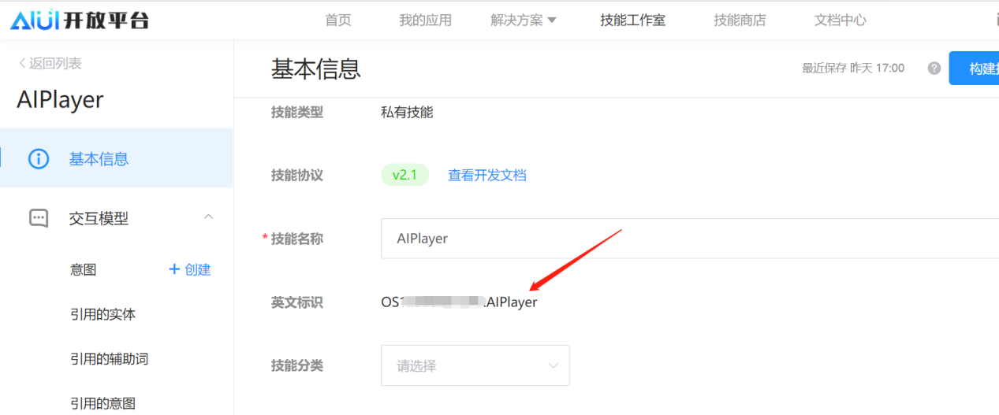 AIUI开放平台 首页 我的应用 解决方案 技能工作室 技能商店 文档中心
返回列表
AIPlayer
基本信息
交互模型
意图 + 创建
引用的实体
引用的辅助词
引用的意图
基本信息 最近保存 昨天 17:00 ?
技能类型 私有技能
技能协议 v2.1 查看开发文档
* 技能名称 AIPlayer
英文标识 OS .AIPlayer
技能分类 请选择